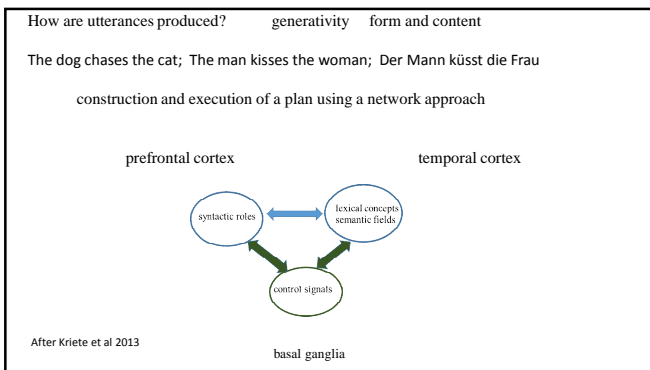 How are utterances produced? generativity form and content
The dog chases the cat; The man kisses the woman; Der Mann küsst die Frau
construction and execution of a plan using a network approach
prefrontal cortex temporal cortex
syntactic roles
lexical concepts
semantic fields
control signals
After Kriete et al 2013
basal ganglia